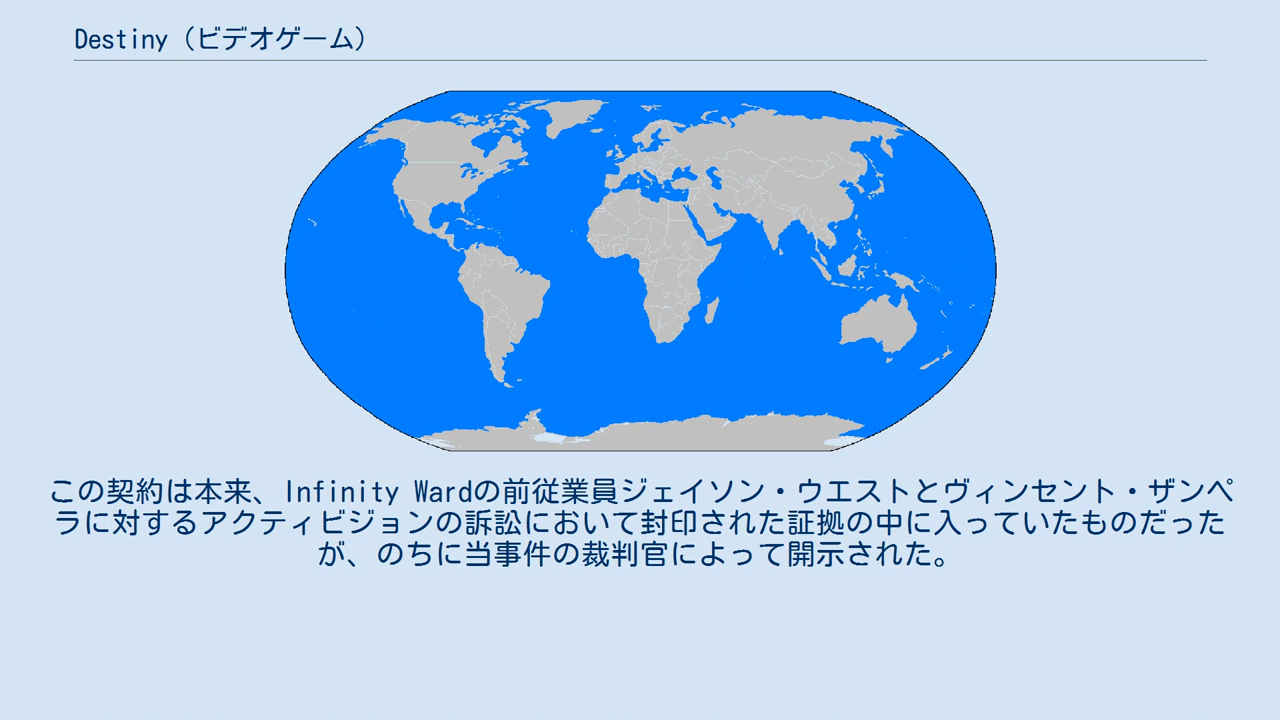 Destiny（ビデオゲーム）
この契約は本来、Infinity Wardの前従業員ジェイソン・ウエストとヴィンセント・ザンペ
ラに対するアクティビジョンの訴訟において封印された証拠の中に入っていたものだった
が、のちに当事件の裁判官によって開示された。